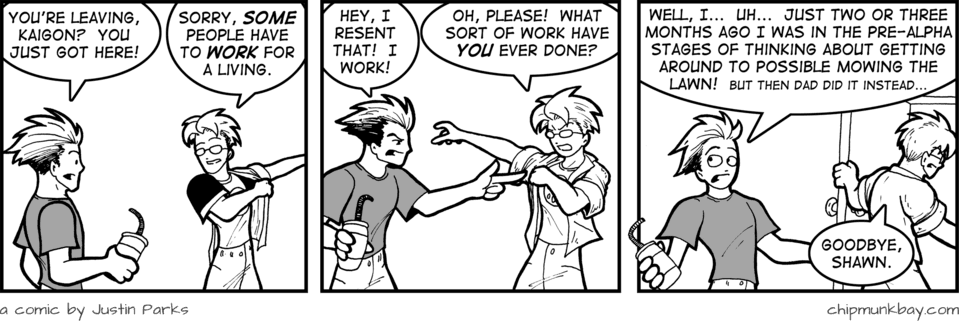 YOU'RE LEAVING,
KAIGON? YOU
JUST GOT HERE!
SORRY, SOME
PEOPLE HAVE
TO WORK FOR
A LIVING.
HEY, I
RESENT
THAT! I
WORK!
OH, PLEASE! WHAT
SORT OF WORK HAVE
YOU EVER DONE?
WELL, I... UH... JUST TWO OR THREE
MONTHS AGO I WAS IN THE PRE-ALPHA
STAGES OF THINKING ABOUT GETTING
AROUND TO POSSIBLE MOWING THE
LAWN! BUT THEN DAD DID IT INSTEAD...
GOODBYE,
SHAWN.
a comic by Justin Parks
chipmunkbay.com